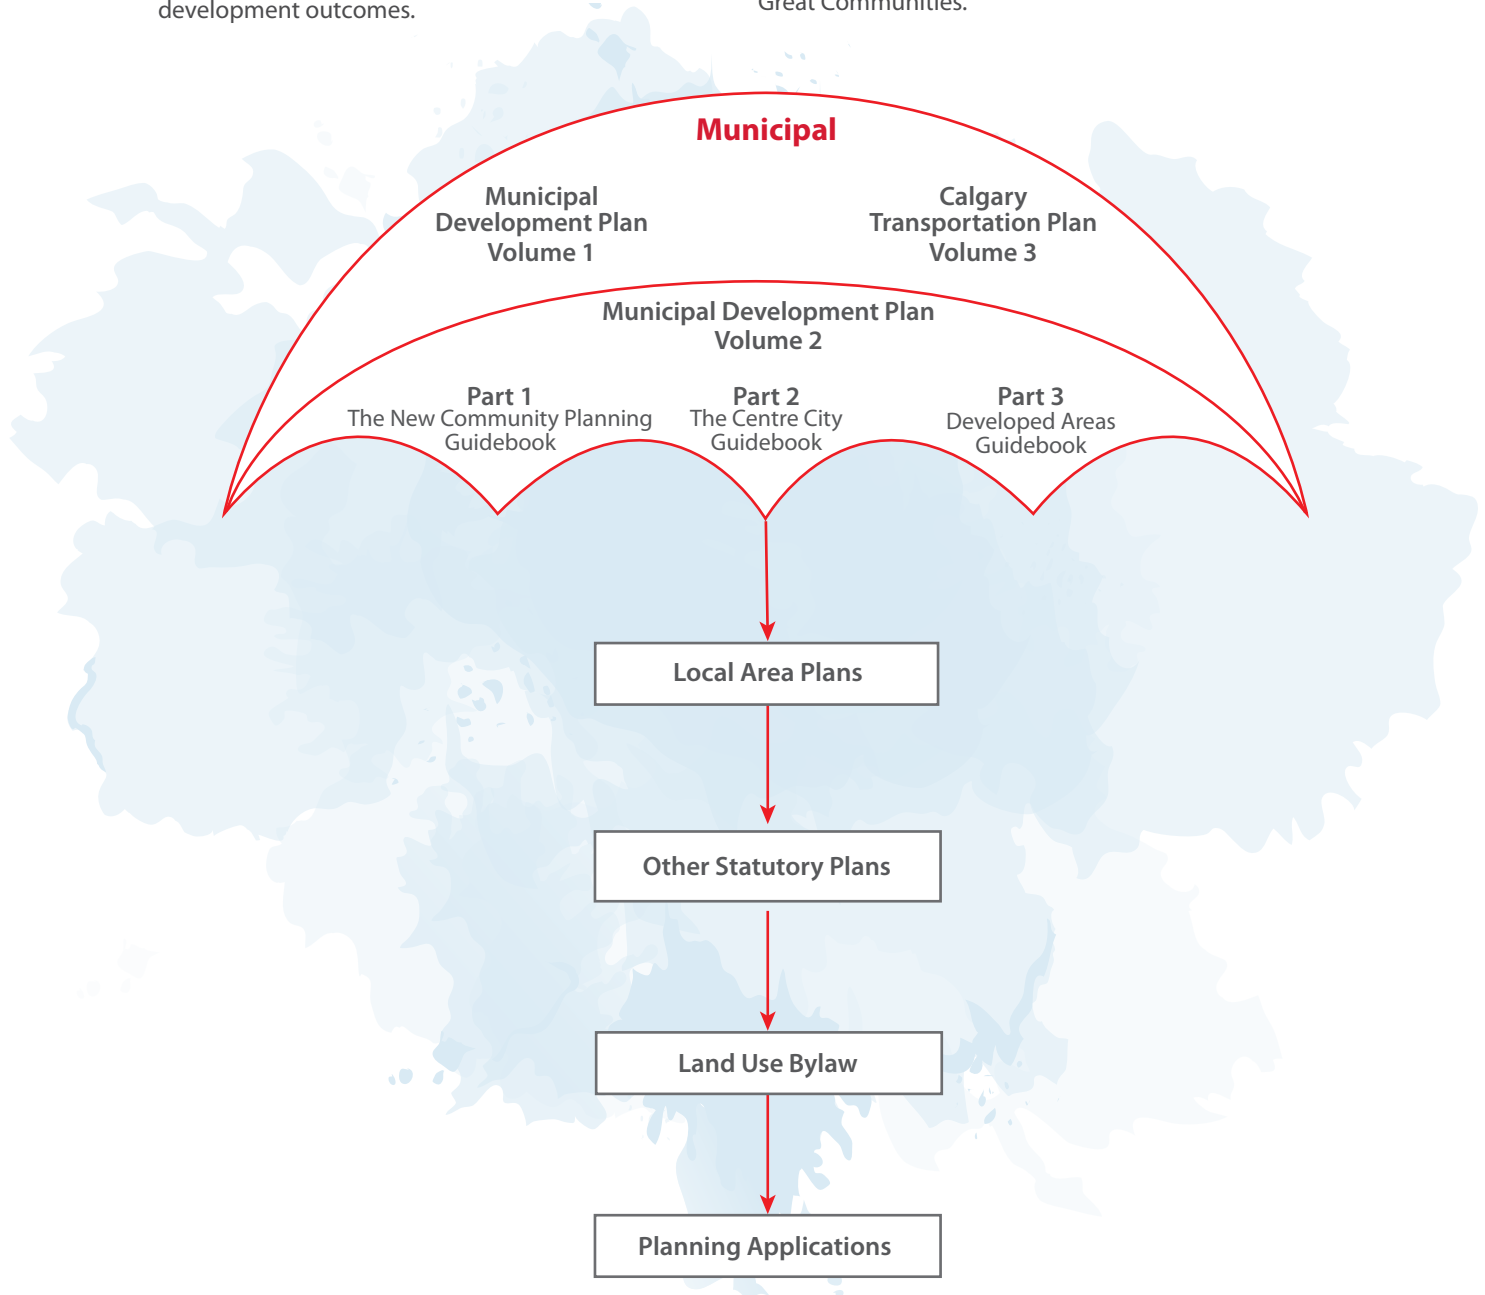 development outcomes.
Great Communities.
Municipal
Municipal
Development Plan
Volume 1
Calgary
Transportation Plan
Volume 3
Municipal Development Plan
Volume 2
Part 1
The New Community Planning
Guidebook
Part 2
The Centre City
Guidebook
Part 3
Developed Areas
Guidebook
Local Area Plans
Other Statutory Plans
Land Use Bylaw
Planning Applications